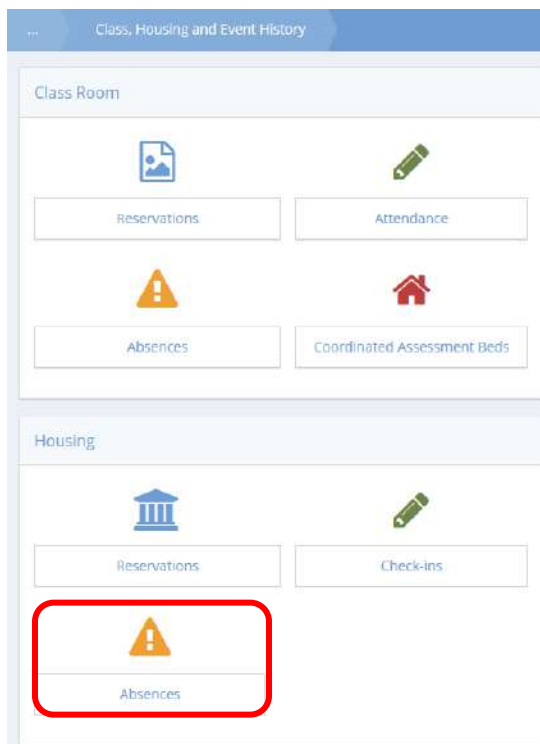 ... Class, Housing and Event History
Class Room
Reservations Attendance
Absences Coordinated Assessment Beds
Housing
Reservations Check-ins
Absences